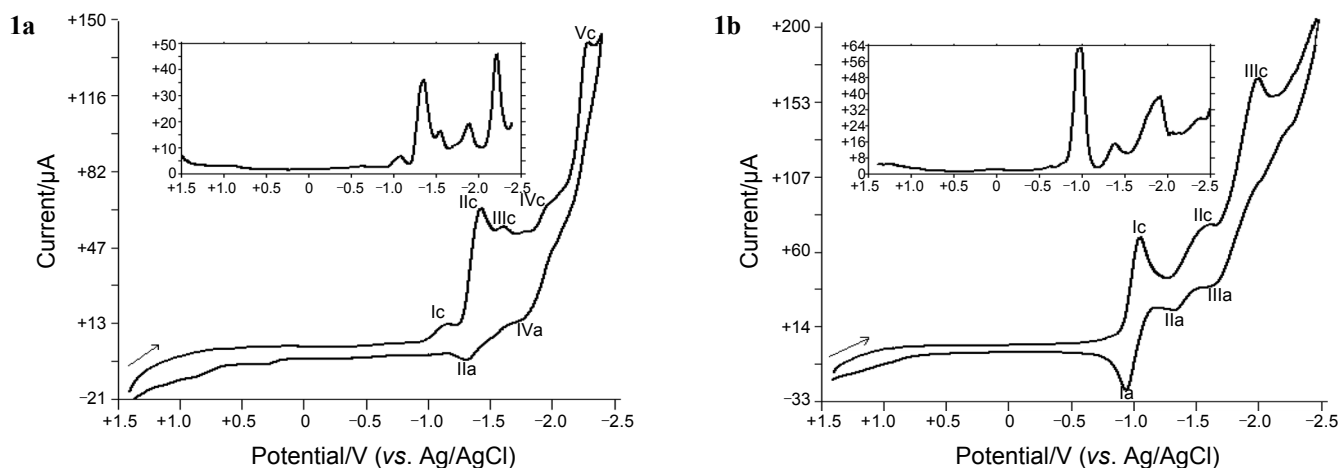 1a
+150
+116
+82
+47
+13
−21
Current/µA
+50
+40
+30
+20
+10
0
+1.5 +1.0 +0.5 0 −0.5 −1.0 −1.5 −2.0 −2.5
Vc
IIc
IIIc
IVc
Ic
IVa
IIa
+1.5 +1.0 +0.5 0 −0.5 −1.0 −1.5 −2.0 −2.5
Potential/V (vs. Ag/AgCl)
1b
+200
+153
+107
+60
+14
−33
Current/µA
+64
+56
+48
+40
+32
+24
+16
+8
0
+1.5 +1.0 +0.5 0 −0.5 −1.0 −1.5 −2.0 −2.5
IIIc
Ic
IIc
IIIa
IIa
Ia
+1.5 +1.0 +0.5 0 −0.5 −1.0 −1.5 −2.0 −2.5
Potential/V (vs. Ag/AgCl)